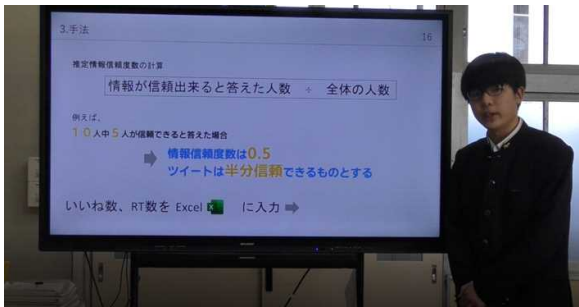 3.手法
16
推定情報信頼度数の計算
情報が信頼出来ると答えた人数 ÷ 全体の人数
例えば、
10人中5人が信頼できると答えた場合
情報信頼度数は0.5
ツイートは半分信頼できるものとする
いいね数、RT数を Excel に入力